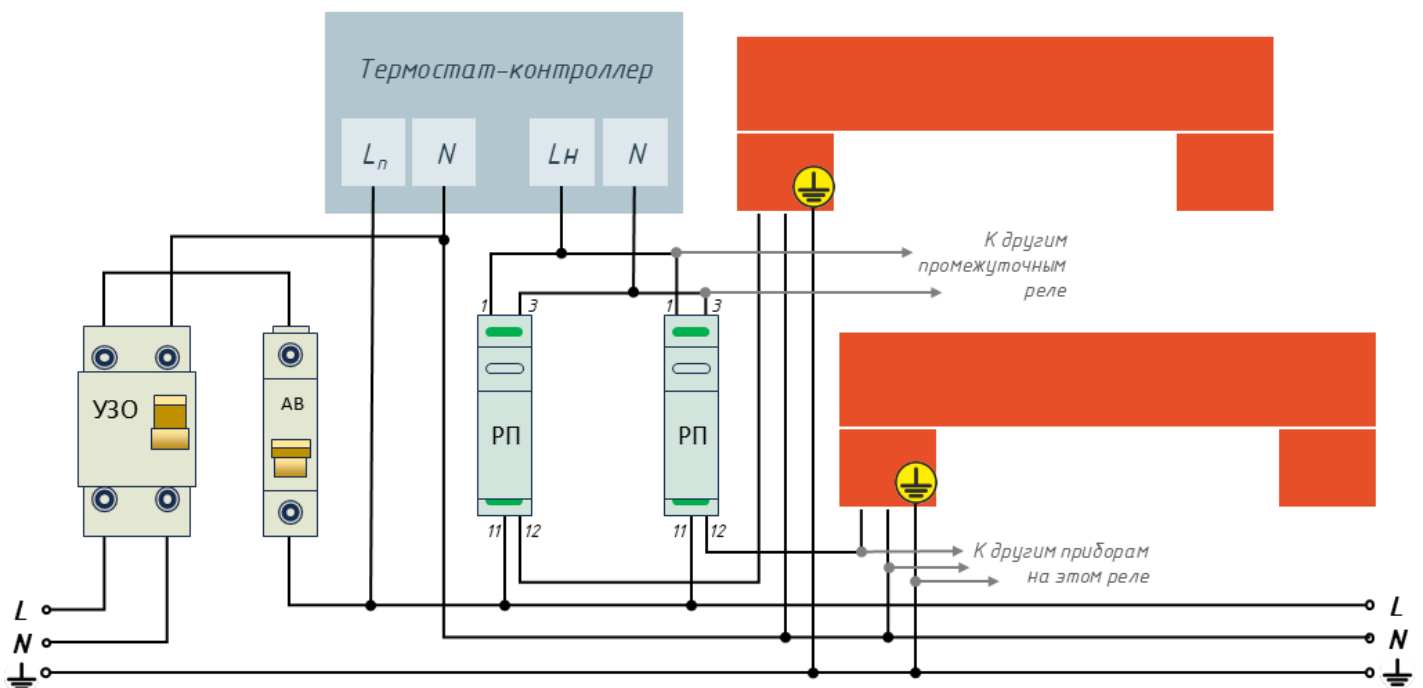 Термостат-контроллер
Lп N Lн N
К другим
промежуточным
реле
1 3 1 3
УЗО
АВ
РП РП
11 12 11 12
К другим приборам
на этом реле
L L
N N